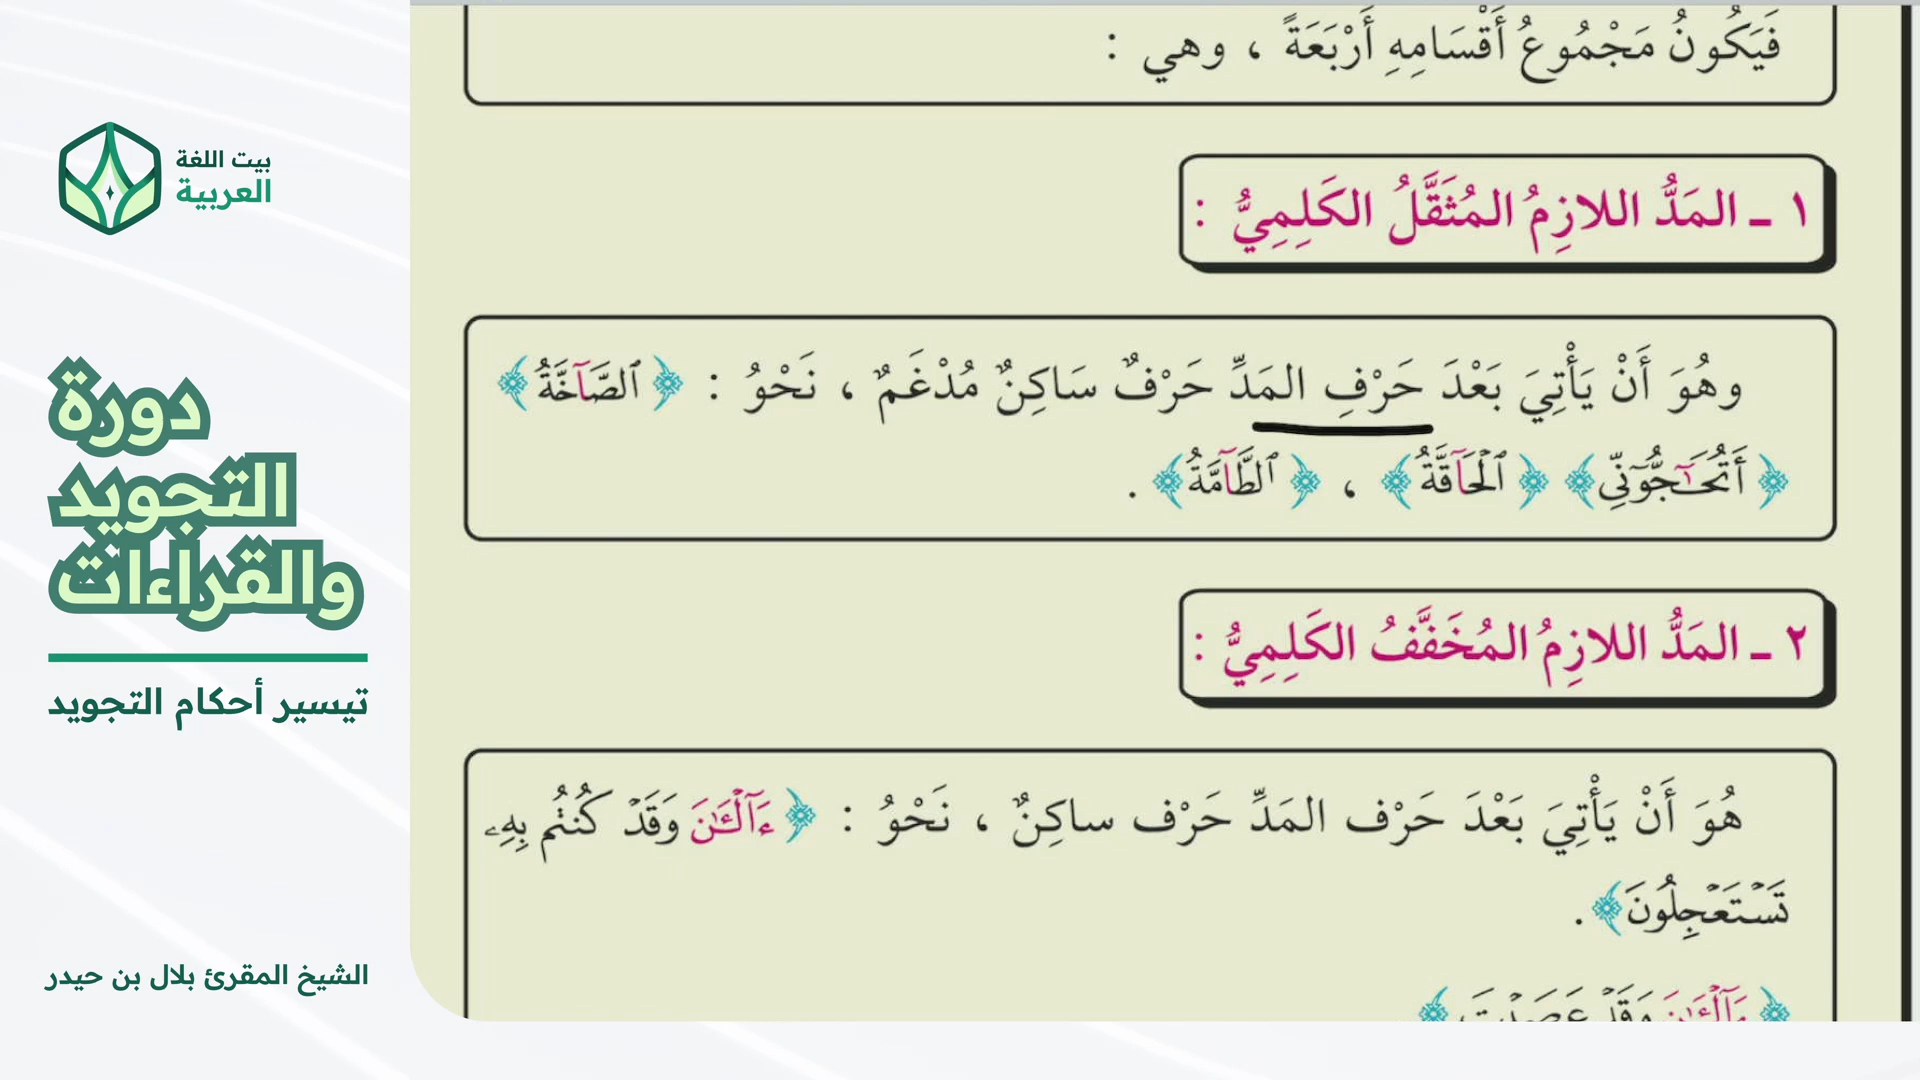 بيت اللغة
العربية
دورة
التجويد
والقراءات
تيسير أحكام التجويد
الشيخ المقرئ بلال بن حيدر
فَيَكُونُ مَجْمُوعُ أَقْسَامِهِ أَرْبَعَةً ، وهي :
١ ـ المَدُّ اللازِمُ المُثَقَّلُ الكَلِمِيُّ :
وهُوَ أَنْ يَأْتِيَ بَعْدَ حَرْفِ المَدِّ حَرْفٌ سَاكِنٌ مُدْغَمٌ ، نَحْوُ : ﴿ٱلصَّآخَّةُ﴾
﴿أَتُحَـٰٓجُّوٓنِّي﴾ ﴿ٱلْحَآقَّةُ﴾ ، ﴿ٱلطَّآمَّةُ﴾ .
٢ ـ المَدُّ اللازِمُ المُخَفَّفُ الكَلِمِيُّ :
هُوَ أَنْ يَأْتِيَ بَعْدَ حَرْف المَدِّ حَرْف ساكِنٌ ، نَحْوُ : ﴿ءَآلْـَٰٔنَ وَقَدْ كُنتُم بِهِۦ
تَسْتَعْجِلُونَ﴾ .
﴿ءَآلْـَٰٔنَ وَقَدْ عَصَيْتَ﴾